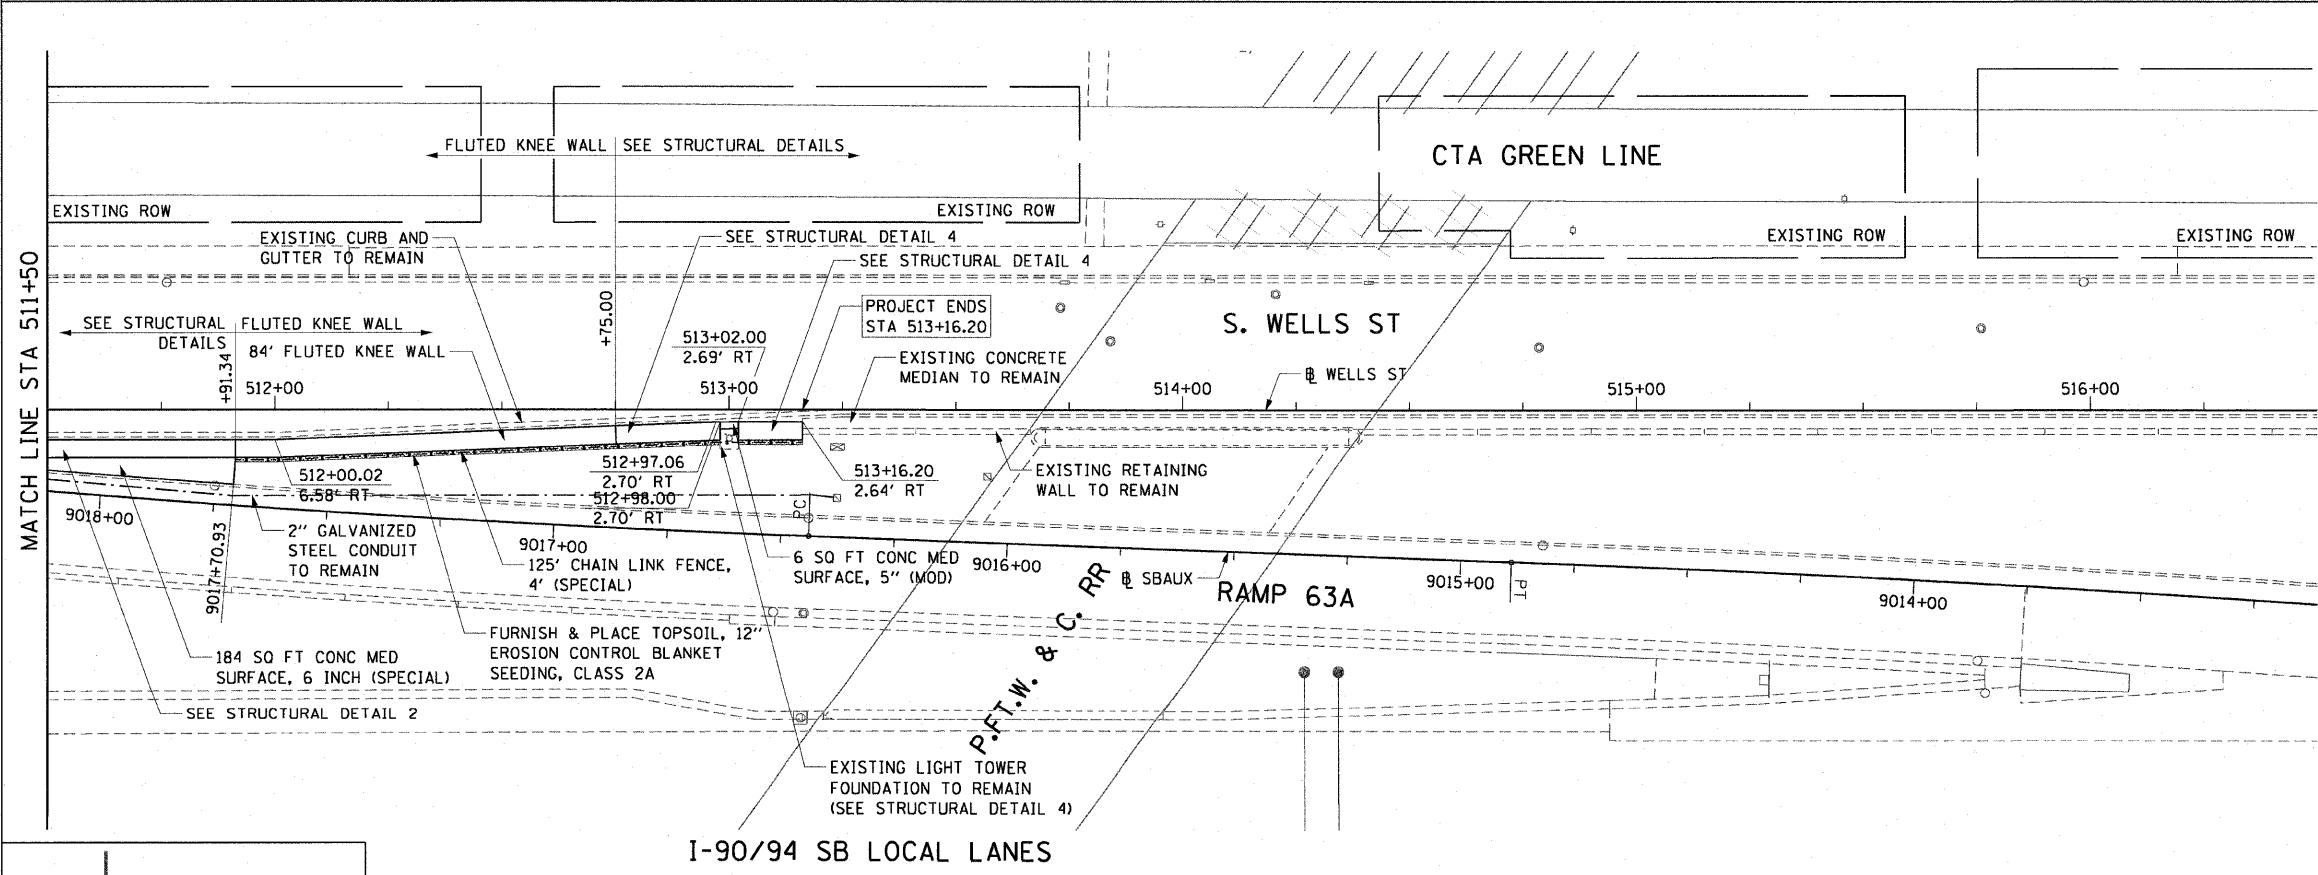 CTA GREEN LINE
FLUTED KNEE WALL
SEE STRUCTURAL DETAILS
EXISTING ROW
EXISTING ROW
EXISTING ROW
EXISTING ROW
EXISTING CURB AND
GUTTER TO REMAIN
SEE STRUCTURAL DETAIL 4
SEE STRUCTURAL DETAIL 4
MATCH LINE STA 511+50
SEE STRUCTURAL
DETAILS
FLUTED KNEE WALL
84' FLUTED KNEE WALL
+91.34
512+00
+75.00
513+02.00
2.69' RT
513+00
PROJECT ENDS
STA 513+16.20
EXISTING CONCRETE
MEDIAN TO REMAIN
S. WELLS ST
514+00
℄ WELLS ST
515+00
516+00
512+00.02
6.58' RT
512+97.06
2.70' RT
512+98.00
2.70' RT
513+16.20
2.64' RT
EXISTING RETAINING
WALL TO REMAIN
9018+00
9017+70.93
2'' GALVANIZED
STEEL CONDUIT
TO REMAIN
9017+00
125' CHAIN LINK FENCE,
4' (SPECIAL)
PC
6 SQ FT CONC MED
SURFACE, 5'' (MOD)
9016+00
℄ SBAUX
RAMP 63A
9015+00
PT
9014+00
184 SQ FT CONC MED
SURFACE, 6 INCH (SPECIAL)
FURNISH & PLACE TOPSOIL, 12''
EROSION CONTROL BLANKET
SEEDING, CLASS 2A
SEE STRUCTURAL DETAIL 2
P.FT.W. & C. RR
EXISTING LIGHT TOWER
FOUNDATION TO REMAIN
(SEE STRUCTURAL DETAIL 4)
I-90/94 SB LOCAL LANES